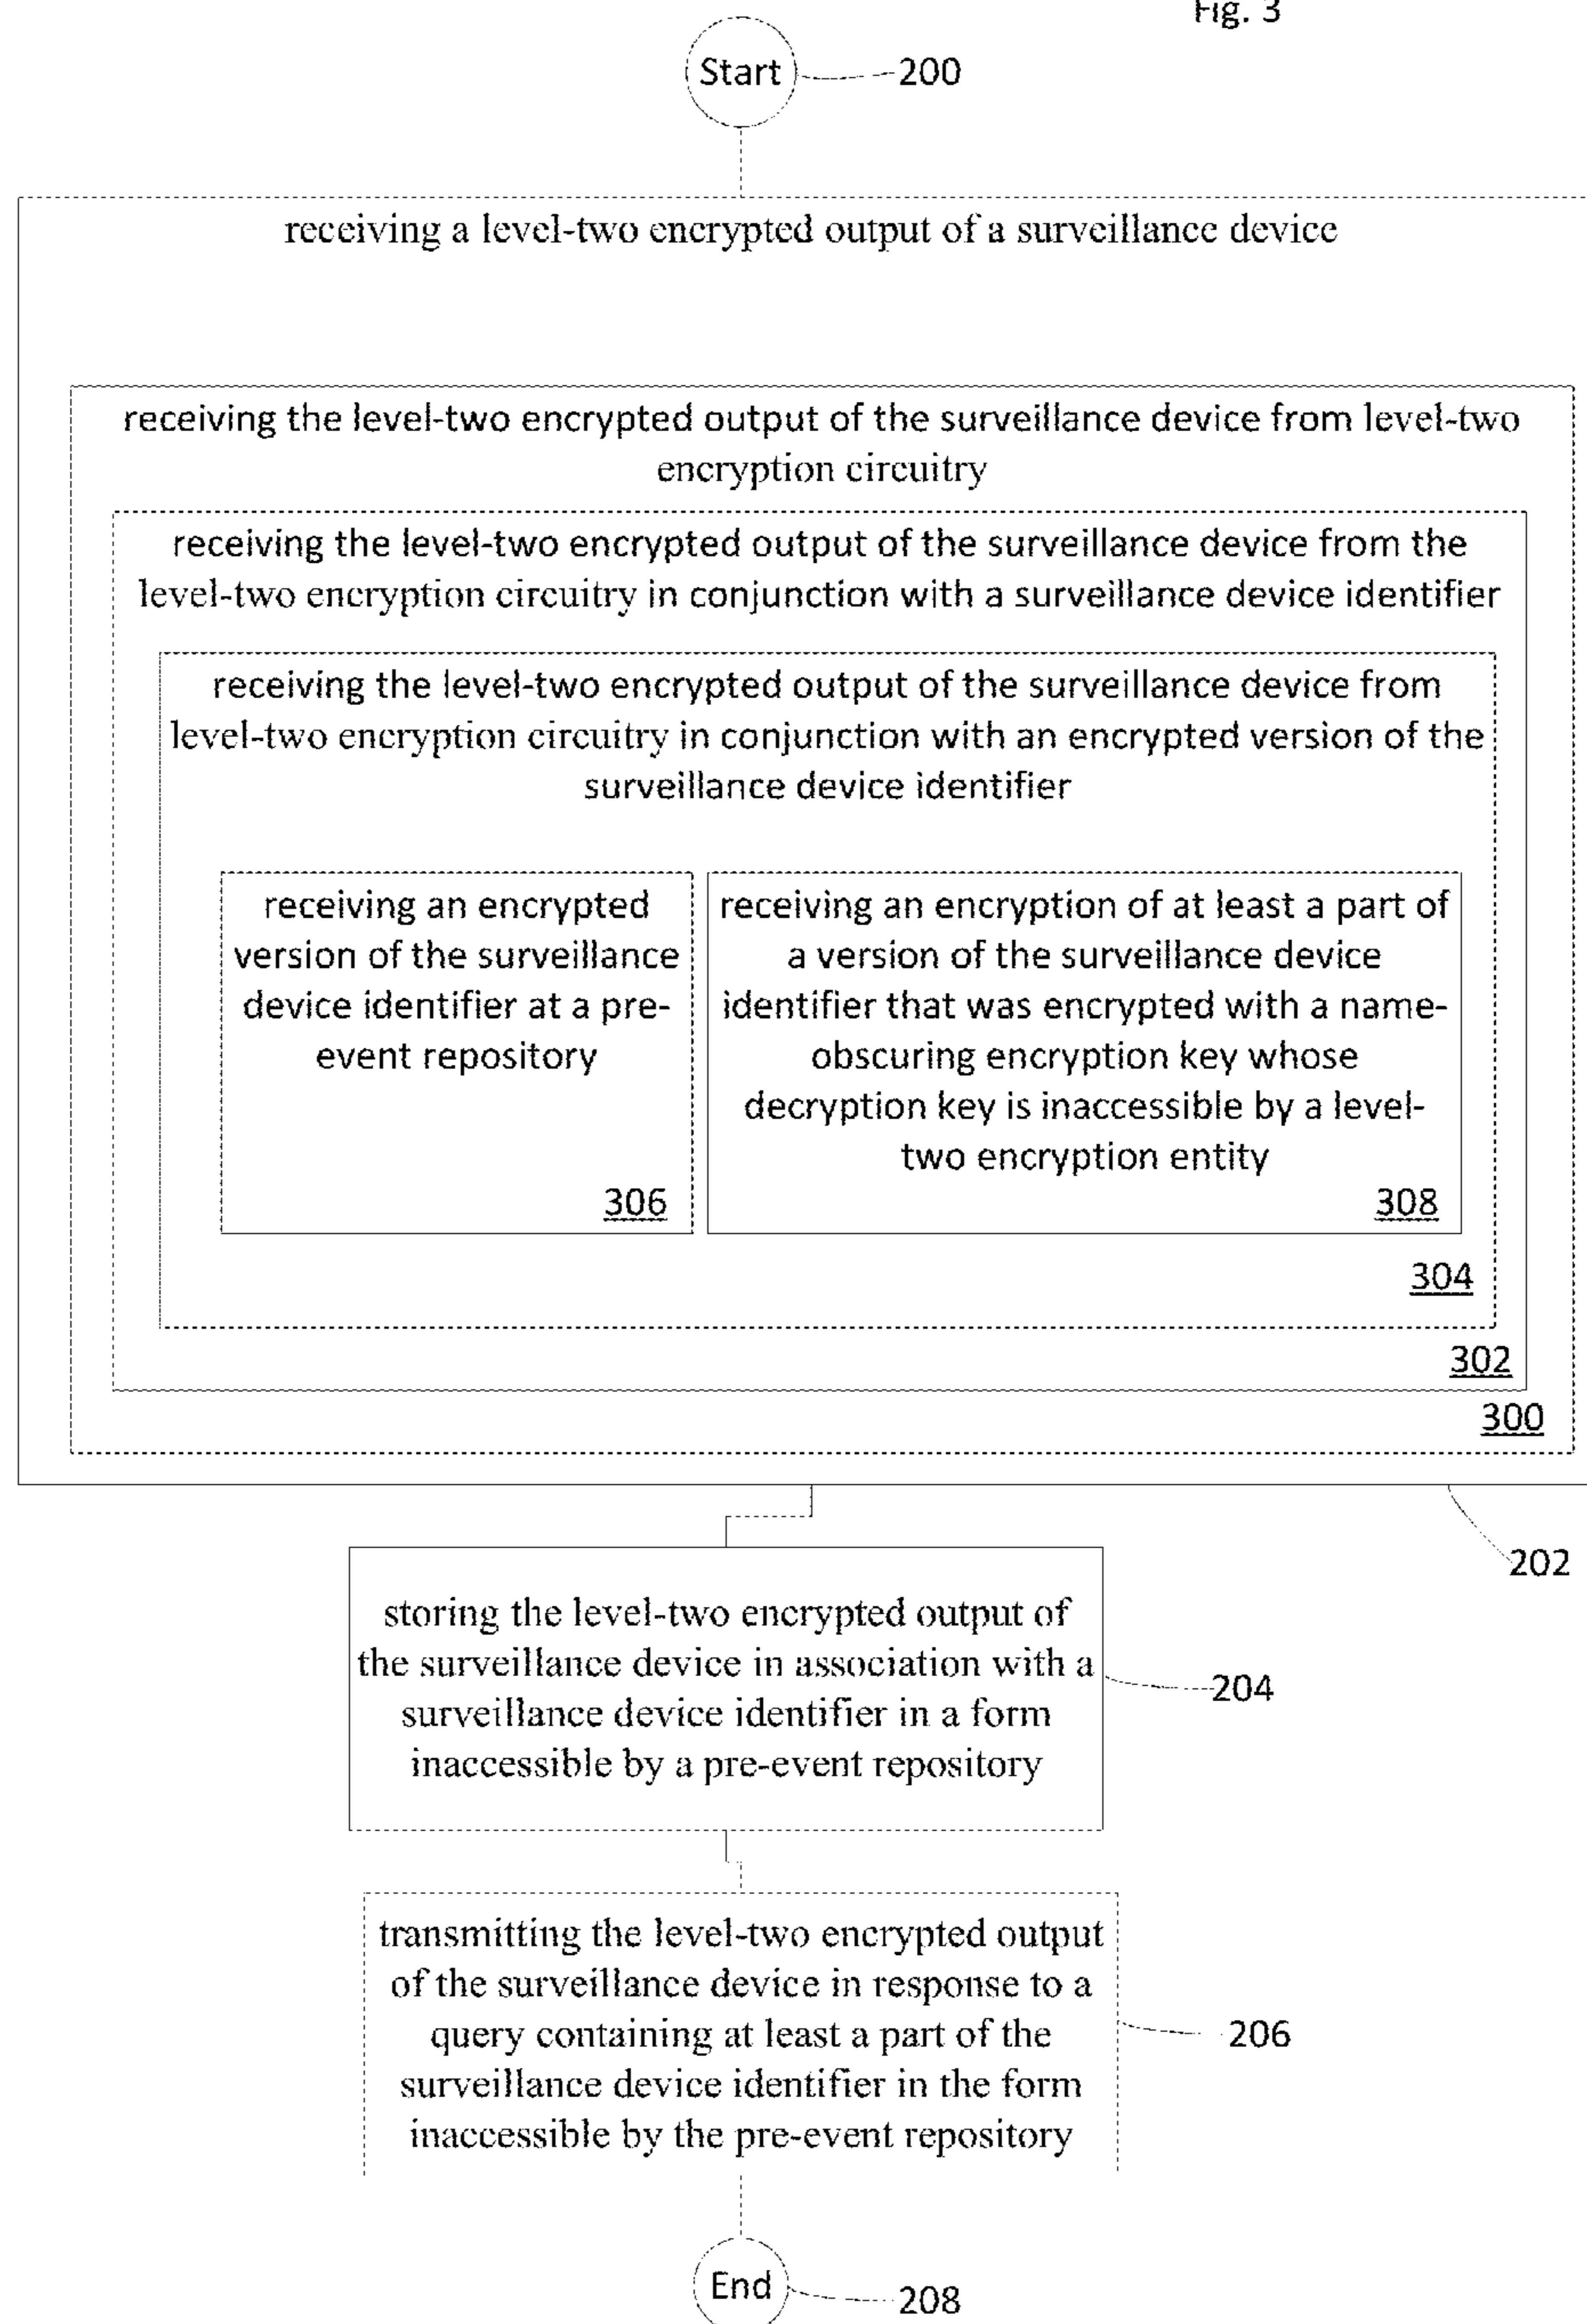 Fig. 3
Start
200
receiving a level-two encrypted output of a surveillance device
receiving the level-two encrypted output of the surveillance device from level-two
encryption circuitry
receiving the level-two encrypted output of the surveillance device from the
level-two encryption circuitry in conjunction with a surveillance device identifier
receiving the level-two encrypted output of the surveillance device from
level-two encryption circuitry in conjunction with an encrypted version of the
surveillance device identifier
receiving an encrypted
version of the surveillance
device identifier at a pre-
event repository
306
receiving an encryption of at least a part of
a version of the surveillance device
identifier that was encrypted with a name-
obscuring encryption key whose
decryption key is inaccessible by a level-
two encryption entity
308
304
302
300
202
storing the level-two encrypted output of
the surveillance device in association with a
surveillance device identifier in a form
inaccessible by a pre-event repository
204
transmitting the level-two encrypted output
of the surveillance device in response to a
query containing at least a part of the
surveillance device identifier in the form
inaccessible by the pre-event repository
206
End
208